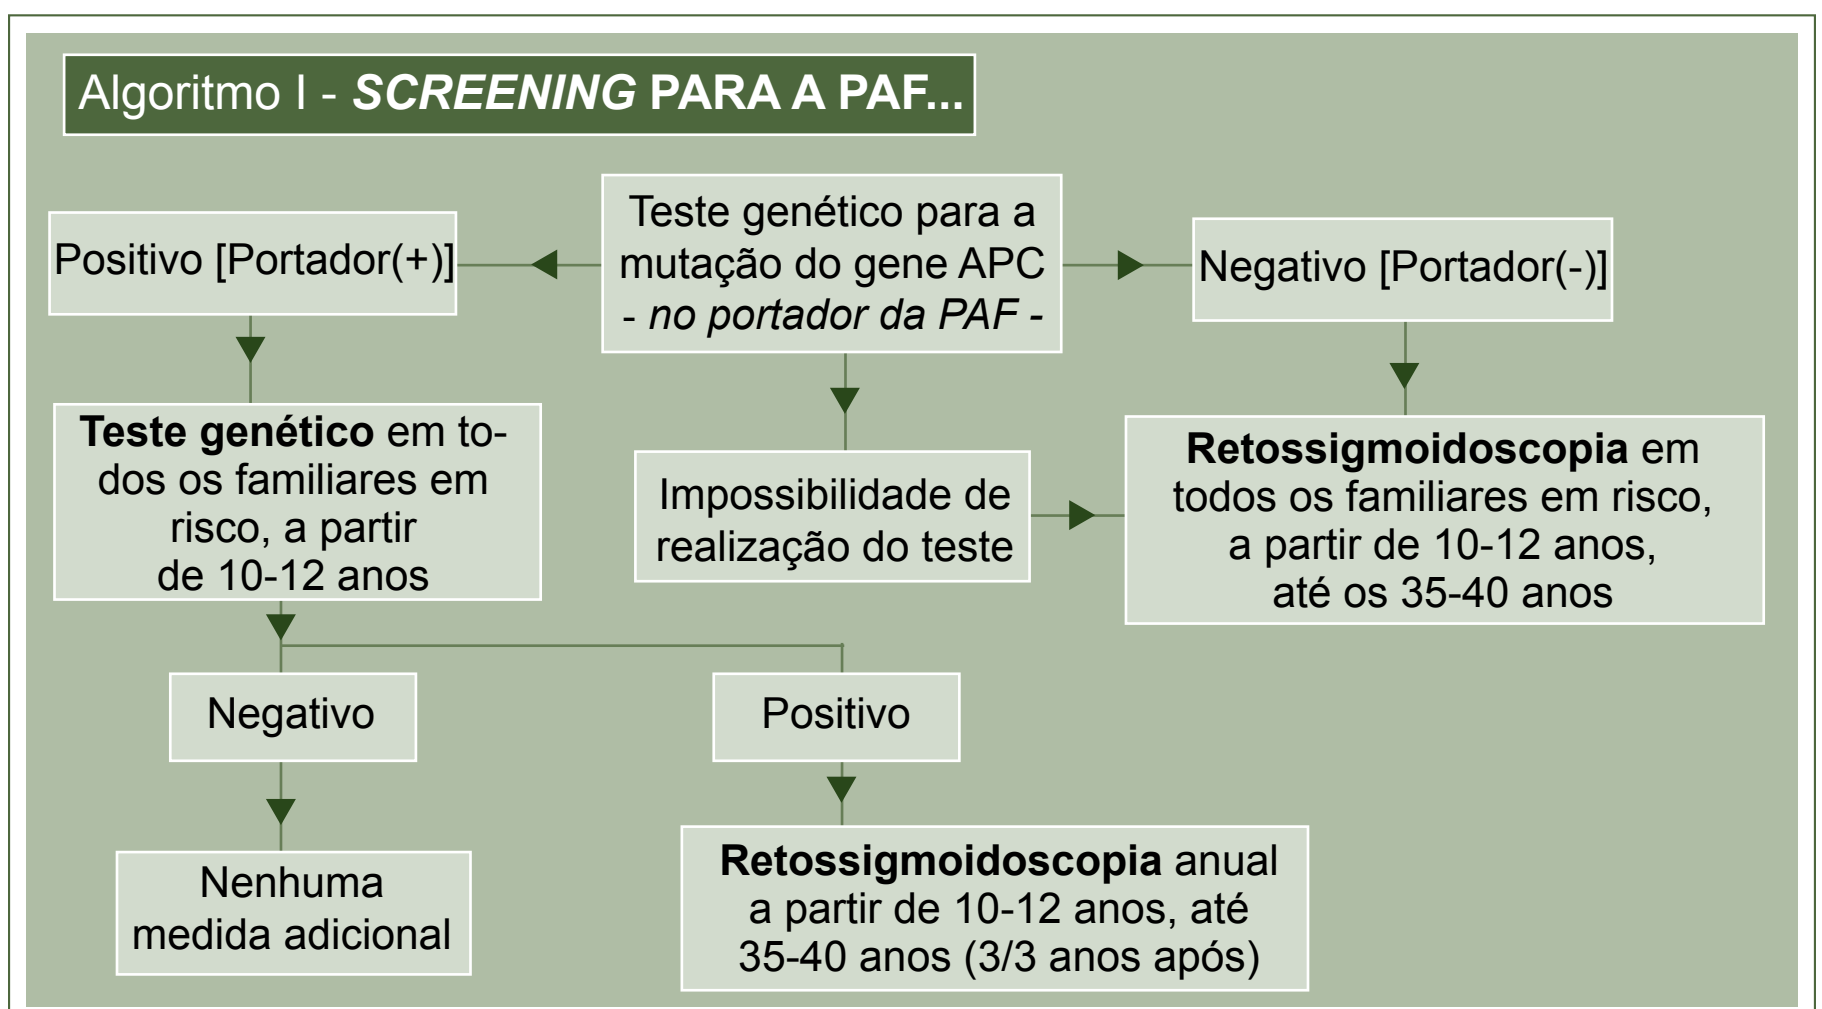 Algoritmo I - SCREENING PARA A PAF...
Positivo [Portador(+)]
Teste genético para a
mutação do gene APC
- no portador da PAF -
Negativo [Portador(-)]
Teste genético em to-
dos os familiares em
risco, a partir
de 10-12 anos
Impossibilidade de
realização do teste
Retossigmoidoscopia em
todos os familiares em risco,
a partir de 10-12 anos,
até os 35-40 anos
Negativo
Positivo
Nenhuma
medida adicional
Retossigmoidoscopia anual
a partir de 10-12 anos, até
35-40 anos (3/3 anos após)